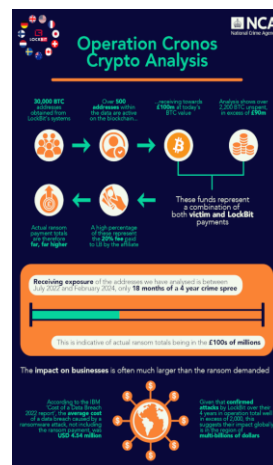 LOCKBIT
NCA
National Crime Agency
Operation Cronos
Crypto Analysis
30,000 BTC
addresses
obtained from
LockBit's systems
Over 500
addresses within
the data are active
on the blockchain...
...receiving towards
£100m at today's
BTC value
Analysis shows over
2,200 BTC unspent,
in excess of £90m
These funds represent
a combination of
both victim and LockBit
payments
A high percentage
of these represent
the 20% fee paid
to LB by the affiliate
Actual ransom
payment totals
are therefore
far, far higher
Receiving exposure of the addresses we have analysed is between
July 2022 and February 2024, only 18 months of a 4 year crime spree
This is indicative of actual ransom totals being in the £100s of millions
The impact on businesses is often much larger than the ransom demanded
According to the IBM
'Cost of a Data Breach
2022 report', the average cost
of a data breach caused by a
ransomware attack, not including
the ransom payment, was
USD 4.54 million
Given that confirmed
attacks by LockBit over their
4 years in operation total well
in excess of 2,000, this
suggests their impact globally
is in the region of
multi-billions of dollars